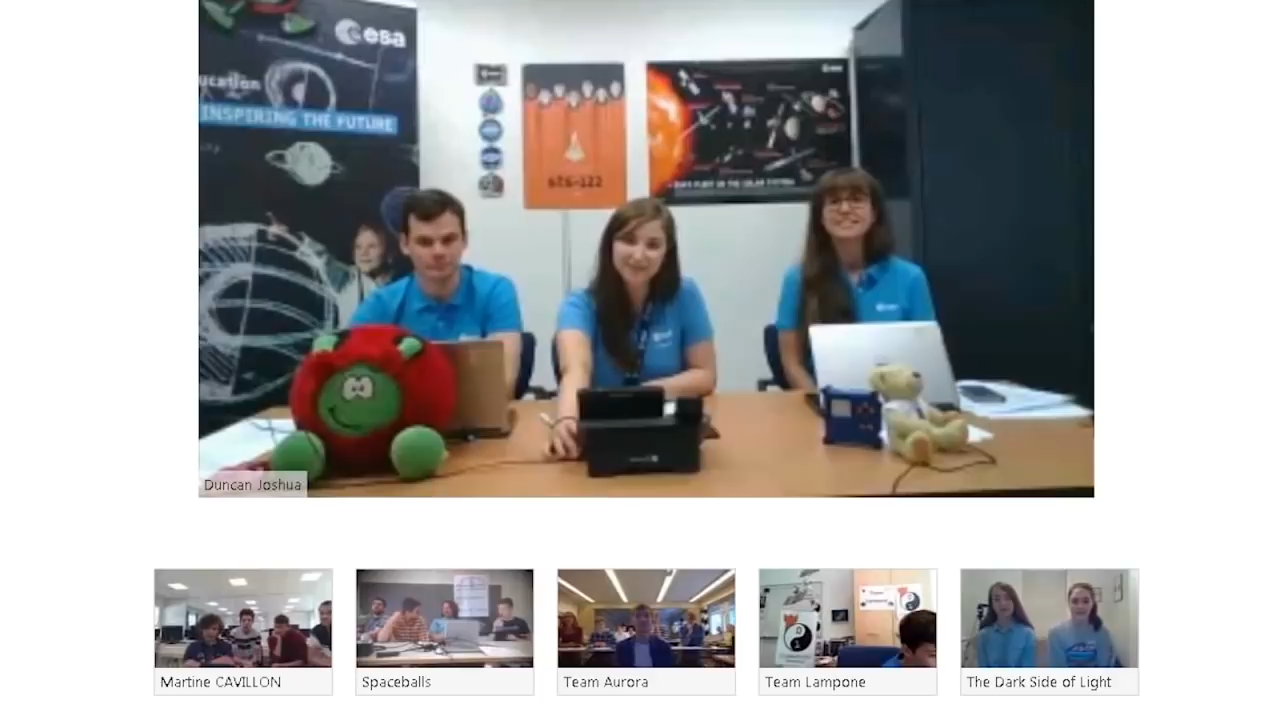 esa
ucation
INSPIRING THE FUTURE
STS-122
Duncan Joshua
Martine CAVILLON
Spaceballs
Team Aurora
Team Lampone
The Dark Side of Light